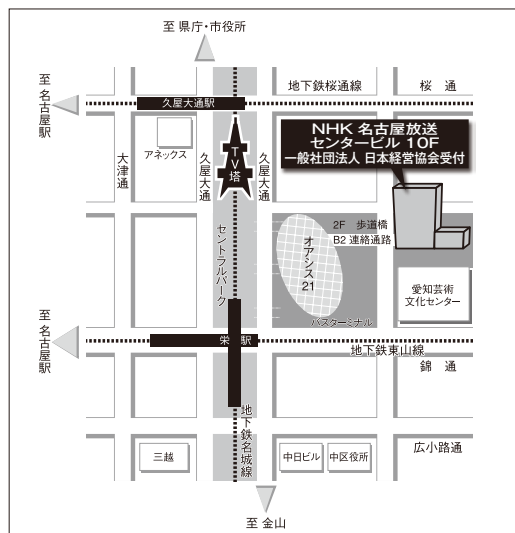 至 県庁・市役所
至 名古屋駅
久屋大通駅
地下鉄桜通線
桜 通
アネックス
大津通
久屋大通
TV塔
久屋大通
NHK 名古屋放送
センタービル 10F
一般社団法人 日本経営協会受付
セントラルパーク
オアシス21
2F 歩道橋
B2 連絡通路
愛知芸術
文化センター
バスターミナル
至 名古屋駅
栄駅
地下鉄東山線
錦 通
地下鉄名城線
三越
中日ビル
中区役所
広小路通
至 金山